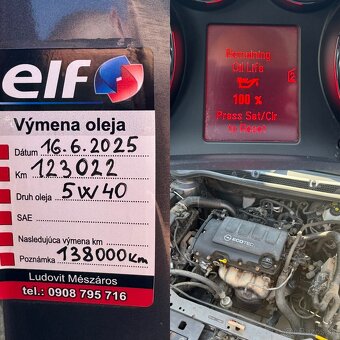 elf
Výmena oleja
Dátum 16.6.2025
Km 123022
Druh oleja 5W40
SAE
Nasledujúca výmena km
Poznámka 138000Km
Ludovit Mészáros
tel.: 0908 795 716
Remaining
Oil Life
100 %
Press Set/Clr
to Reset
ECOTEC